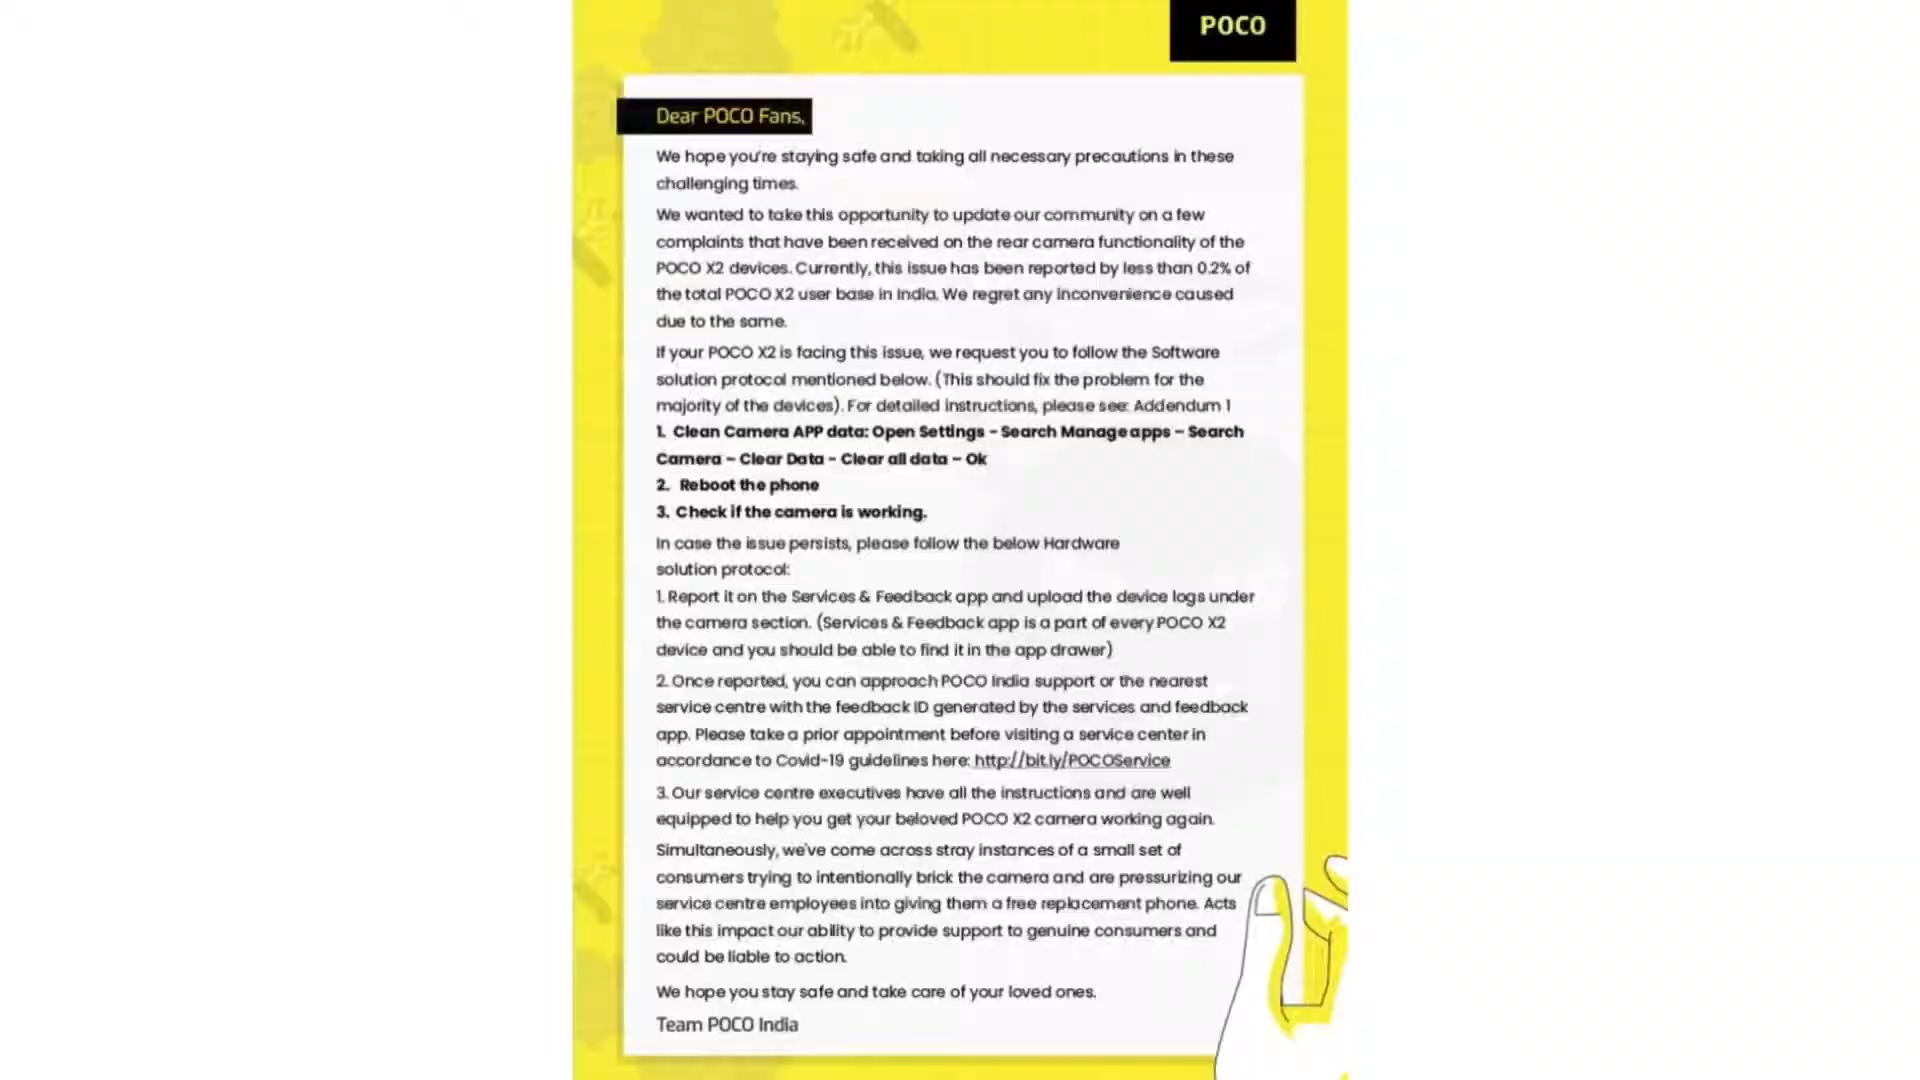 POCO
Dear POCO Fans,
We hope you're staying safe and taking all necessary precautions in these
challenging times.
We wanted to take this opportunity to update our community on a few
complaints that have been received on the rear camera functionality of the
POCO X2 devices. Currently, this issue has been reported by less than 0.2% of
the total POCO X2 user base in India. We regret any inconvenience caused
due to the same.
If your POCO X2 is facing this issue, we request you to follow the Software
solution protocol mentioned below. (This should fix the problem for the
majority of the devices). For detailed instructions, please see: Addendum 1
1. Clean Camera APP data: Open Settings - Search Manage apps – Search
Camera – Clear Data - Clear all data – Ok
2. Reboot the phone
3. Check if the camera is working.
In case the issue persists, please follow the below Hardware
solution protocol:
1. Report it on the Services & Feedback app and upload the device logs under
the camera section. (Services & Feedback app is a part of every POCO X2
device and you should be able to find it in the app drawer)
2. Once reported, you can approach POCO India support or the nearest
service centre with the feedback ID generated by the services and feedback
app. Please take a prior appointment before visiting a service center in
accordance to Covid-19 guidelines here: http://bit.ly/POCOService
3. Our service centre executives have all the instructions and are well
equipped to help you get your beloved POCO X2 camera working again.
Simultaneously, we've come across stray instances of a small set of
consumers trying to intentionally brick the camera and are pressurizing our
service centre employees into giving them a free replacement phone. Acts
like this impact our ability to provide support to genuine consumers and
could be liable to action.
We hope you stay safe and take care of your loved ones.
Team POCO India